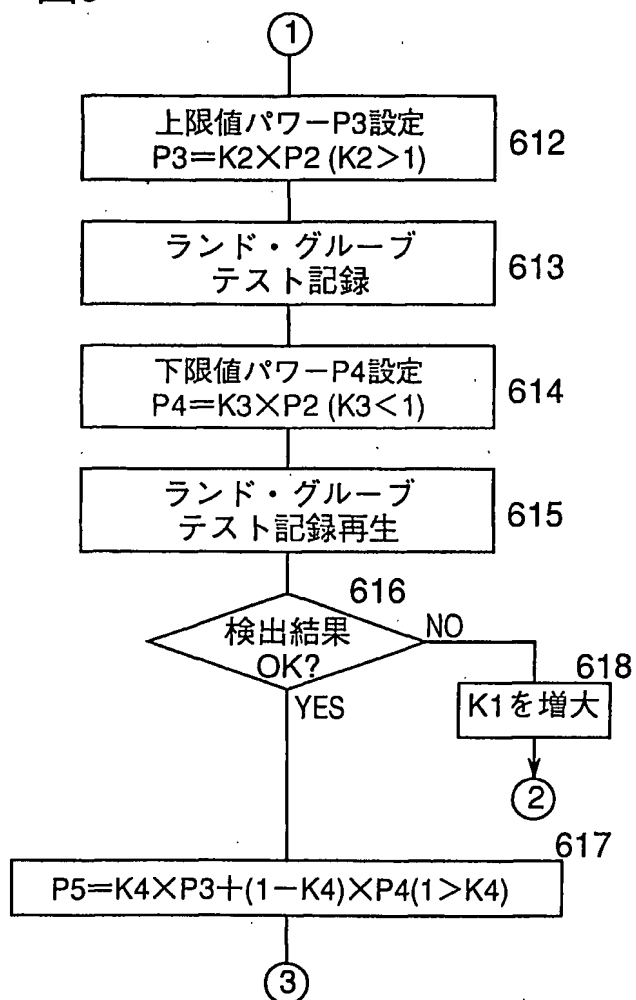 ①
上限値パワーP3設定
P3=K2×P2 (K2>1)
612
ランド・グルーブ
テスト記録
613
下限値パワーP4設定
P4=K3×P2 (K3<1)
614
ランド・グルーブ
テスト記録再生
615
616
検出結果
OK?
NO
YES
618
K1を増大
②
617
P5=K4×P3+(1-K4)×P4(1>K4)
③